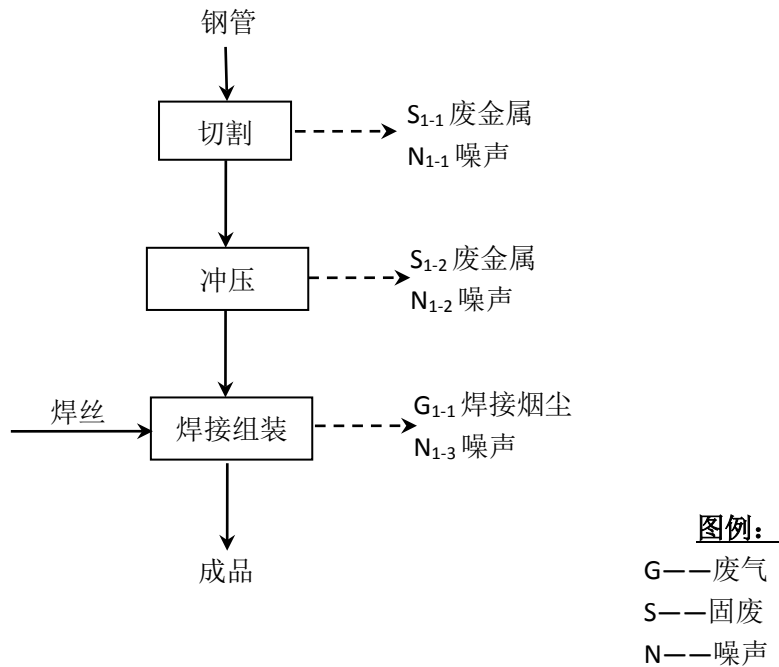 钢管
切割
S1-1 废金属
N1-1 噪声
冲压
S1-2 废金属
N1-2 噪声
焊丝
焊接组装
G1-1 焊接烟尘
N1-3 噪声
成品
图例：
G——废气
S——固废
N——噪声